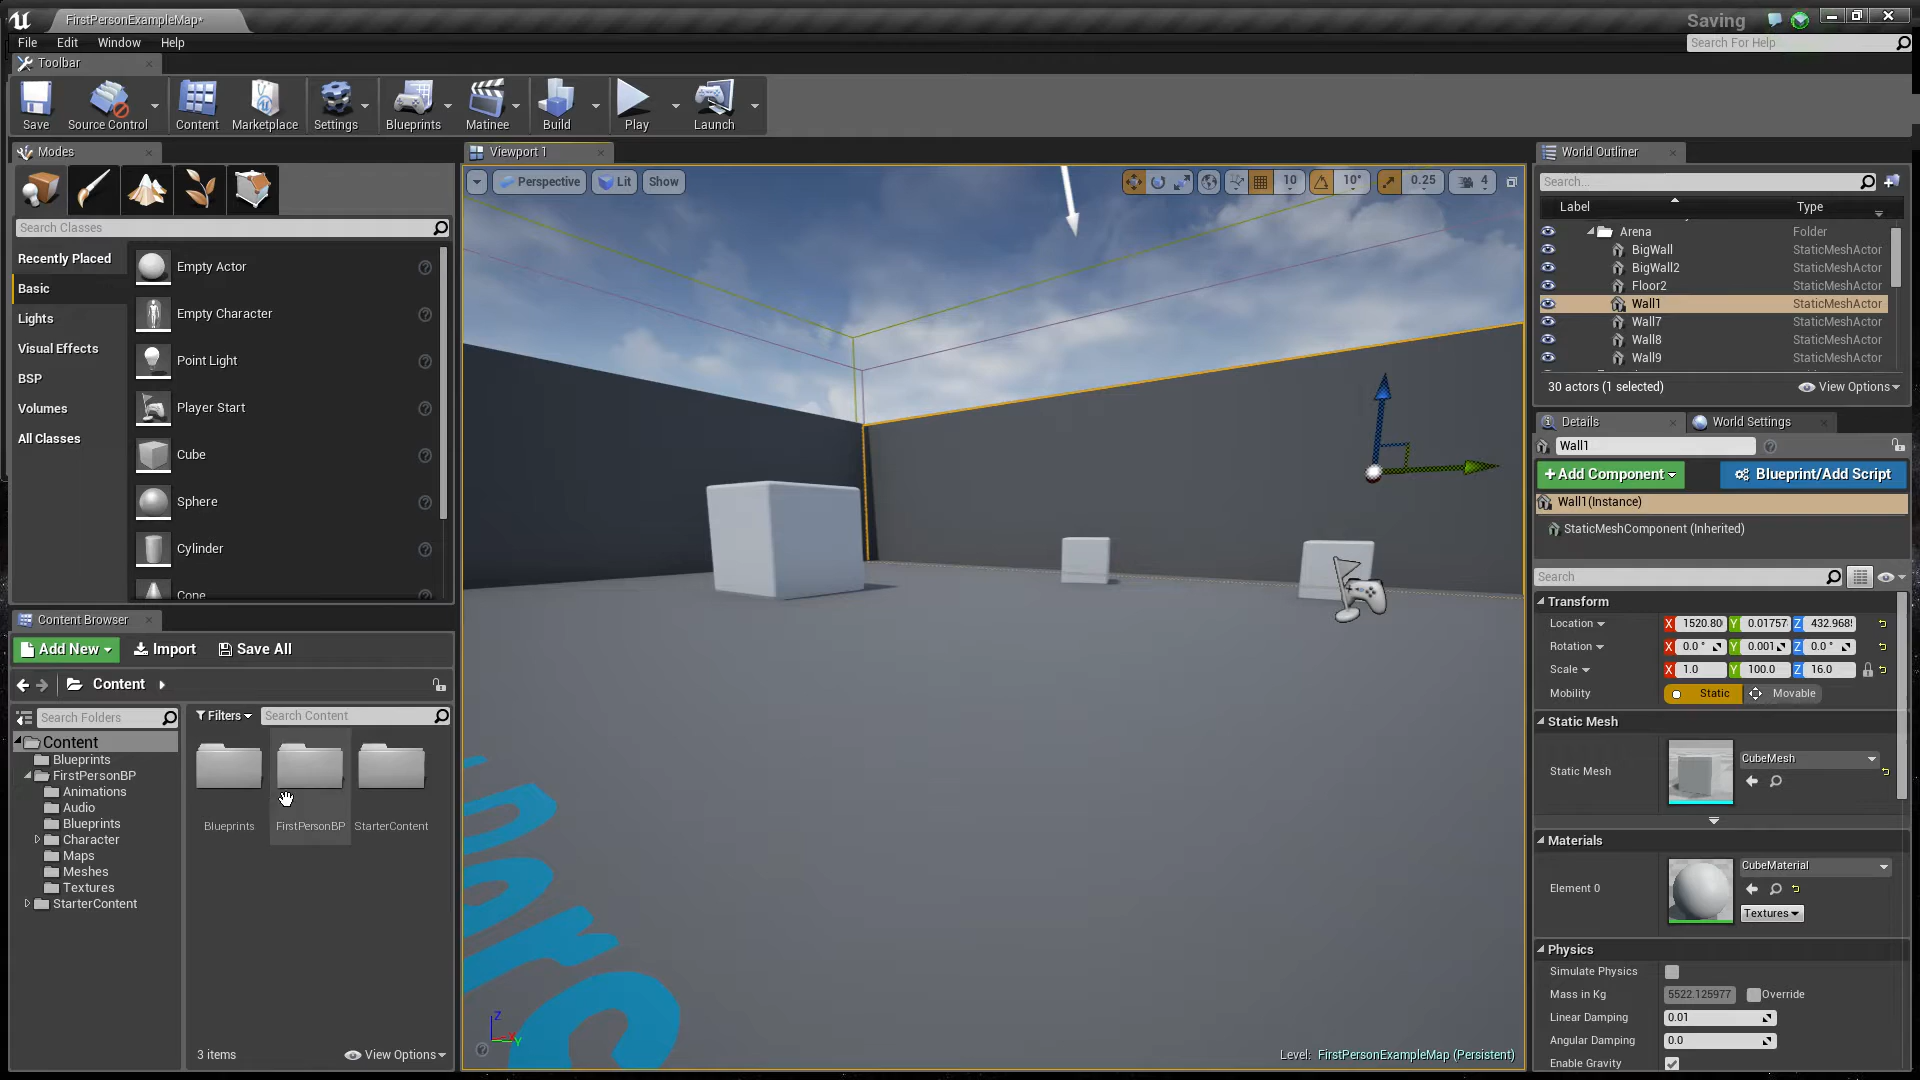 FirstPersonExampleMap*
Saving
File Edit Window Help
Search For Help
Toolbar
Save
Source Control
Content
Marketplace
Settings
Blueprints
Matinee
Build
Play
Launch
Modes
Search Classes
Recently Placed
Basic
Lights
Visual Effects
BSP
Volumes
All Classes
Empty Actor
Empty Character
Point Light
Player Start
Cube
Sphere
Cylinder
Cone
Content Browser
Add New
Import
Save All
Content
Search Folders
Content
Blueprints
FirstPersonBP
Animations
Audio
Blueprints
Character
Maps
Meshes
Textures
StarterContent
Filters
Search Content
Blueprints
FirstPersonBP
StarterContent
3 items
View Options
Viewport 1
Perspective
Lit
Show
10
10°
0.25
4
Z
Y
Level: FirstPersonExampleMap (Persistent)
World Outliner
Search...
Label Type
Arena Folder
BigWall StaticMeshActor
BigWall2 StaticMeshActor
Floor2 StaticMeshActor
Wall1 StaticMeshActor
Wall7 StaticMeshActor
Wall8 StaticMeshActor
Wall9 StaticMeshActor
30 actors (1 selected)
View Options
Details
World Settings
Wall1
+Add Component
Blueprint/Add Script
Wall1(Instance)
StaticMeshComponent (Inherited)
Search
Transform
Location X 1520.80 Y 0.01757 Z 432.968
Rotation X 0.0 ° Y 0.001 Z 0.0 °
Scale X 1.0 Y 100.0 Z 16.0
Mobility Static Movable
Static Mesh
Static Mesh
CubeMesh
Materials
Element 0
CubeMaterial
Textures
Physics
Simulate Physics
Mass in Kg 5522.125977 Override
Linear Damping 0.01
Angular Damping 0.0
Enable Gravity